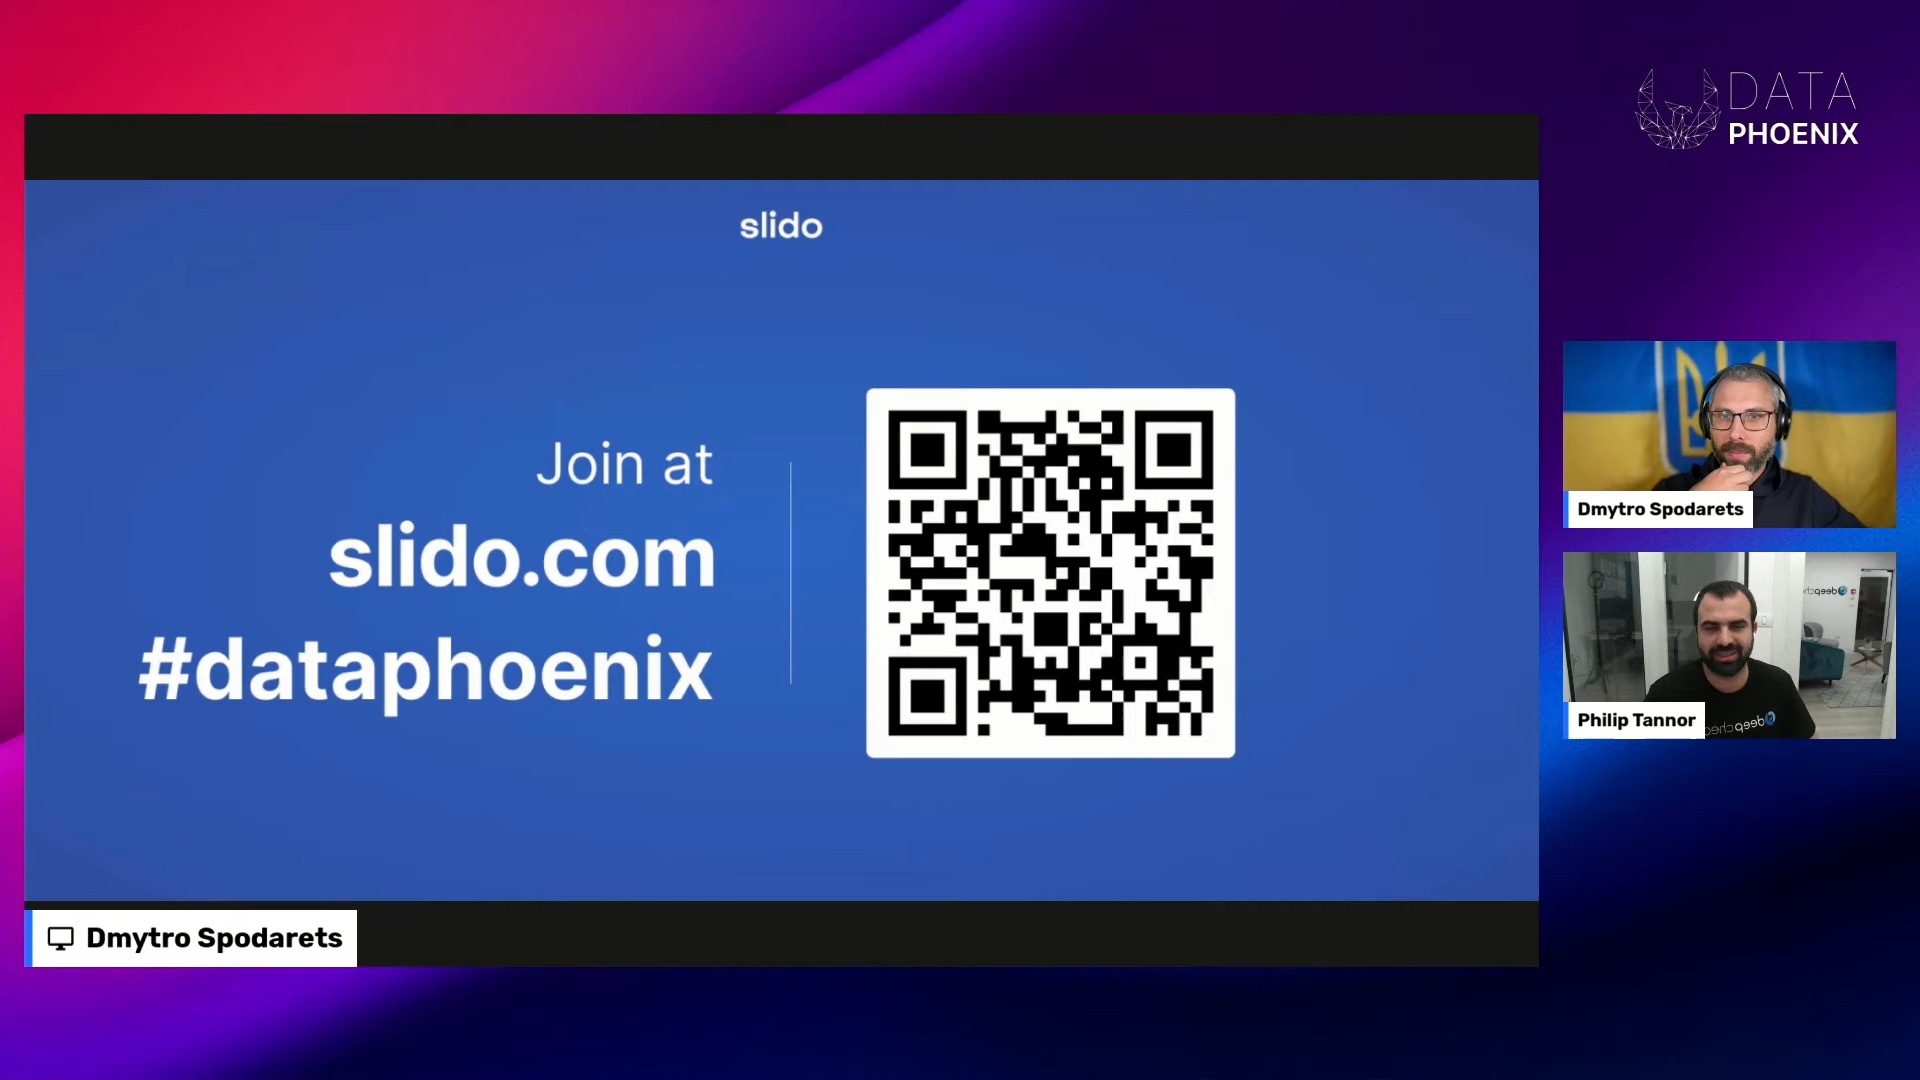 DATA
PHOENIX
slido
Join at
slido.com
#dataphoenix
Dmytro Spodarets
Philip Tannor
Dmytro Spodarets